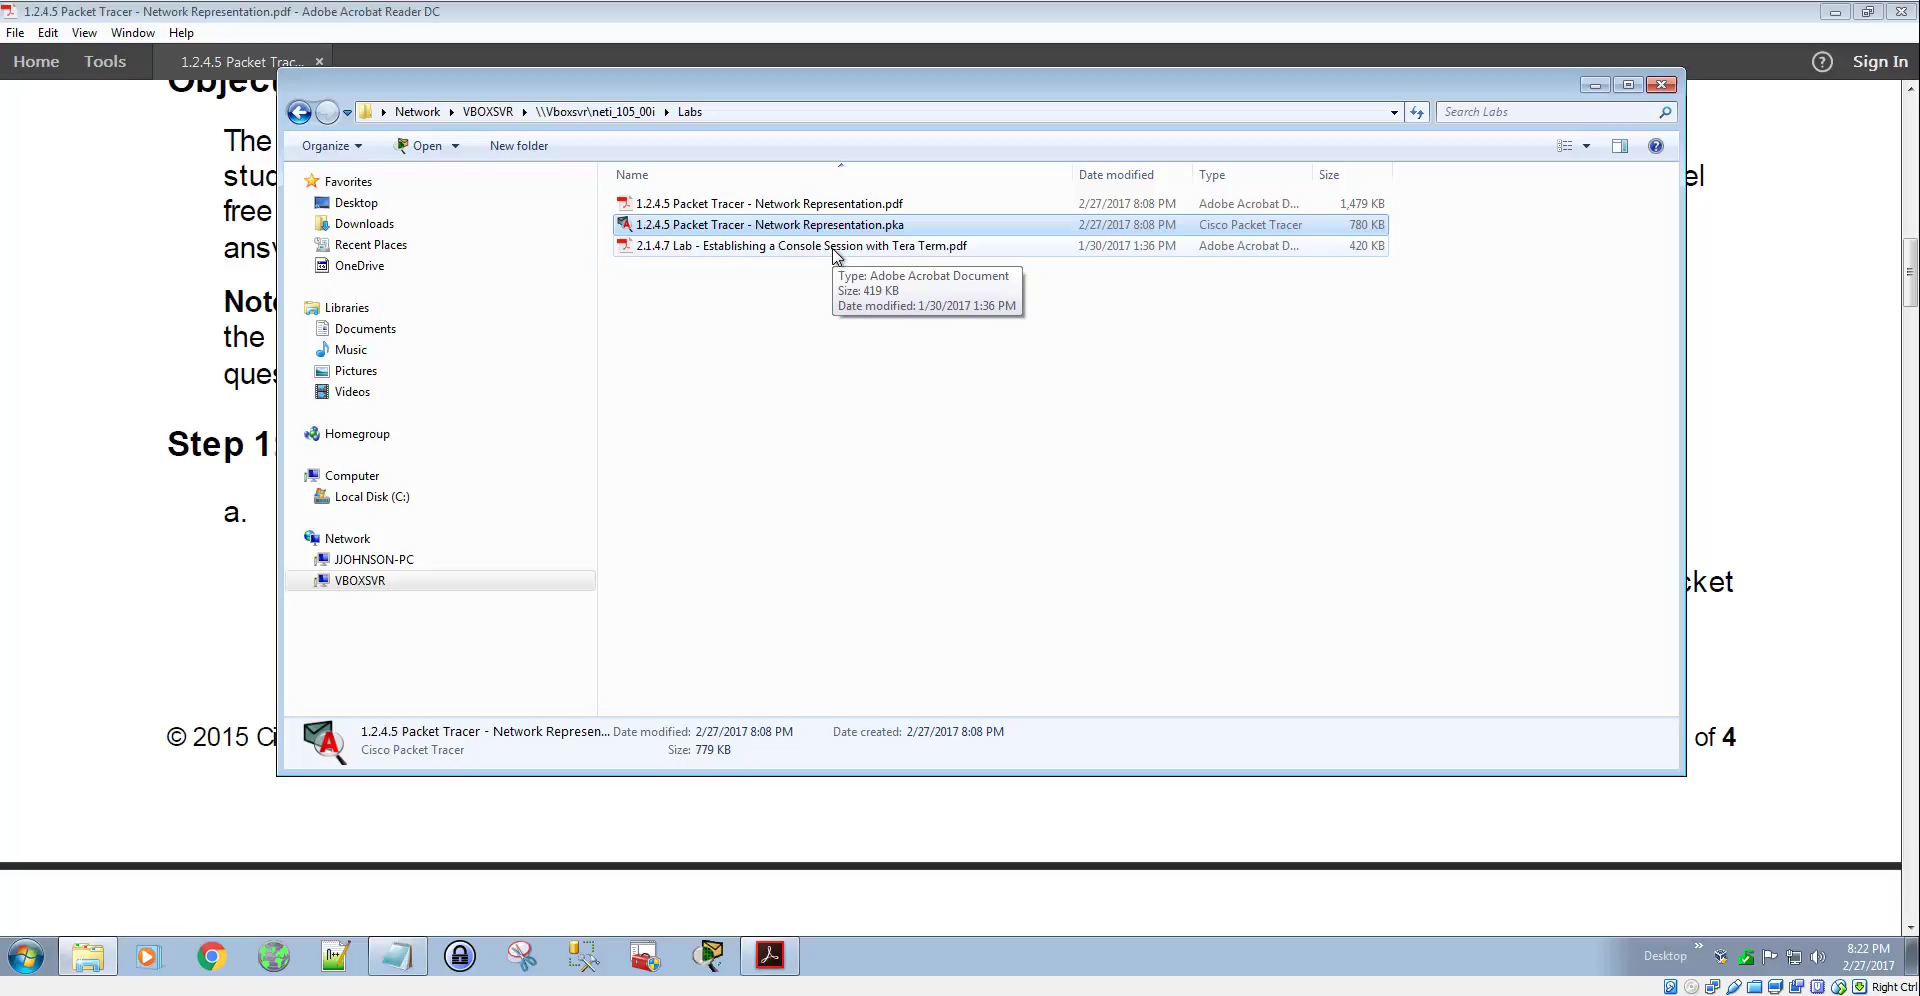 1.2.4.5 Packet Tracer - Network Representation.pdf - Adobe Acrobat Reader DC
File Edit View Window Help
Home Tools 1.2.4.5 Packet Trac... × Sign In
Network VBOXSVR \\Vboxsvr\neti_105_00i Labs Search Labs
Organize Open New folder
Name Date modified Type Size
1.2.4.5 Packet Tracer - Network Representation.pdf 2/27/2017 8:08 PM Adobe Acrobat D... 1,479 KB
1.2.4.5 Packet Tracer - Network Representation.pka 2/27/2017 8:08 PM Cisco Packet Tracer 780 KB
2.1.4.7 Lab - Establishing a Console Session with Tera Term.pdf 1/30/2017 1:36 PM Adobe Acrobat D... 420 KB
Type: Adobe Acrobat Document
Size: 419 KB
Date modified: 1/30/2017 1:36 PM
Favorites
Desktop
Downloads
Recent Places
OneDrive
Libraries
Documents
Music
Pictures
Videos
Homegroup
Computer
Local Disk (C:)
Network
JJOHNSON-PC
VBOXSVR
1.2.4.5 Packet Tracer - Network Represen... Date modified: 2/27/2017 8:08 PM Date created: 2/27/2017 8:08 PM
Cisco Packet Tracer Size: 779 KB
The
free
the
Step 1:
a.
© 2015
of 4
Desktop 8:22 PM
2/27/2017
Right Ctrl